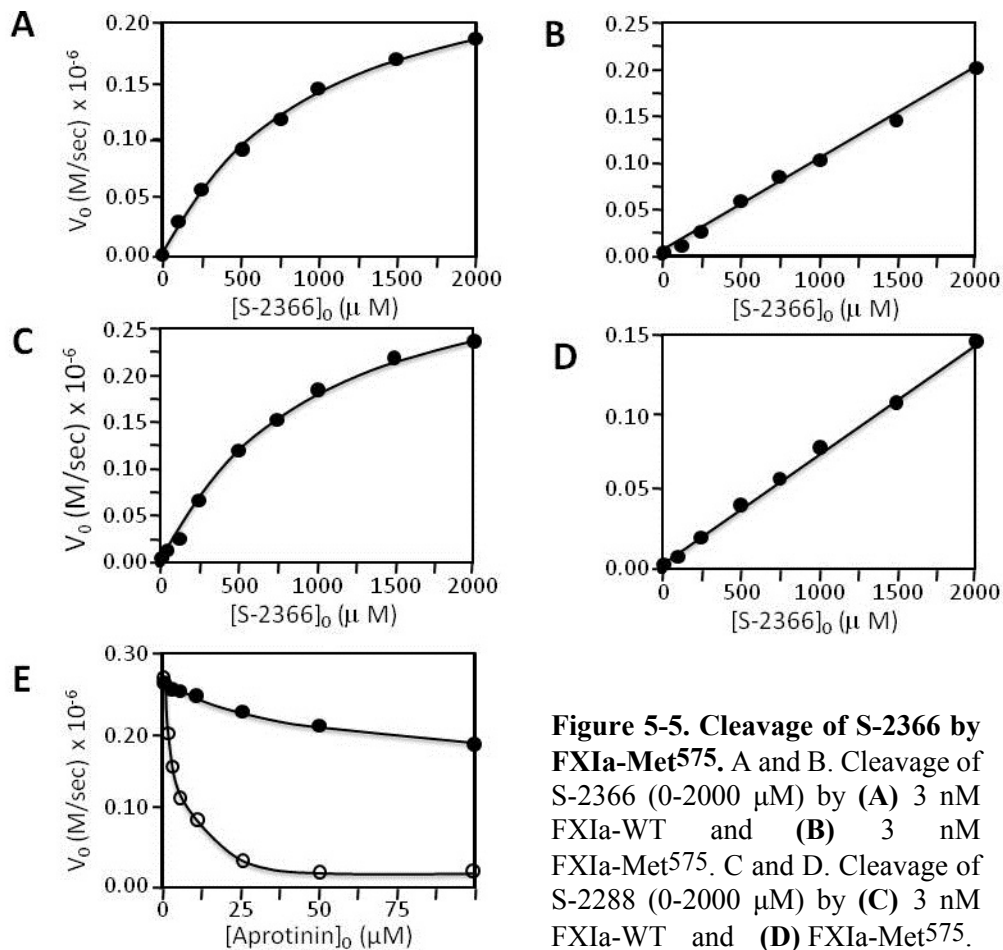 A
B
0.20
0.15
0.10
0.05
0.00
V₀ (M/sec) x 10⁻⁶
0 500 1000 1500 2000
[S-2366]₀ (μ M)
0.25
0.20
0.15
0.10
0.05
0.00
0 500 1000 1500 2000
[S-2366]₀ (μ M)
C
D
0.25
0.20
0.15
0.10
0.05
0.00
V₀ (M/sec) x 10⁻⁶
0 500 1000 1500 2000
[S-2366]₀ (μ M)
0.15
0.10
0.05
0.00
0 500 1000 1500 2000
[S-2366]₀ (μ M)
E
0.30
0.20
0.10
0.00
V₀ (M/sec) x 10⁻⁶
0 25 50 75
[Aprotinin]₀ (μM)
Figure 5-5. Cleavage of S-2366 by
FXIa-Met⁵⁷⁵. A and B. Cleavage of
S-2366 (0-2000 μM) by (A) 3 nM
FXIa-WT and (B) 3 nM
FXIa-Met⁵⁷⁵. C and D. Cleavage of
S-2288 (0-2000 μM) by (C) 3 nM
FXIa-WT and (D) FXIa-Met⁵⁷⁵.